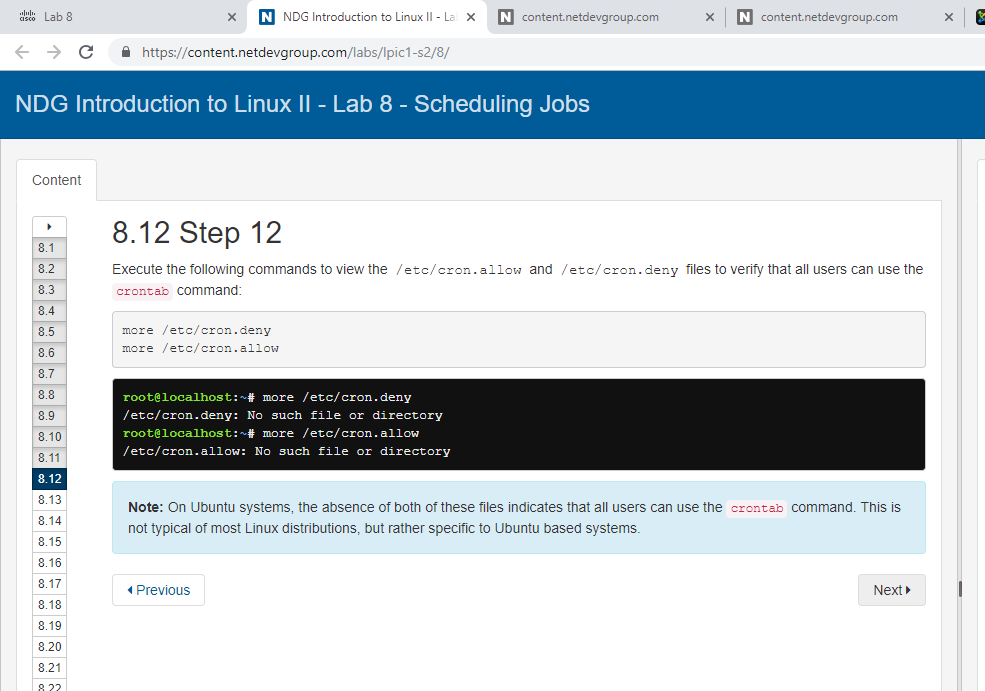 Lab 8
NDG Introduction to Linux II - La
content.netdevgroup.com
content.netdevgroup.com
https://content.netdevgroup.com/labs/lpic1-s2/8/
NDG Introduction to Linux II - Lab 8 - Scheduling Jobs
Content
8.1
8.2
8.3
8.4
8.5
8.6
8.7
8.8
8.9
8.10
8.11
8.12
8.13
8.14
8.15
8.16
8.17
8.18
8.19
8.20
8.21
8.22
8.12 Step 12
Execute the following commands to view the /etc/cron.allow and /etc/cron.deny files to verify that all users can use the
crontab command:
more /etc/cron.deny
more /etc/cron.allow
root@localhost:~# more /etc/cron.deny
/etc/cron.deny: No such file or directory
root@localhost:~# more /etc/cron.allow
/etc/cron.allow: No such file or directory
Note: On Ubuntu systems, the absence of both of these files indicates that all users can use the crontab command. This is
not typical of most Linux distributions, but rather specific to Ubuntu based systems.
Previous
Next